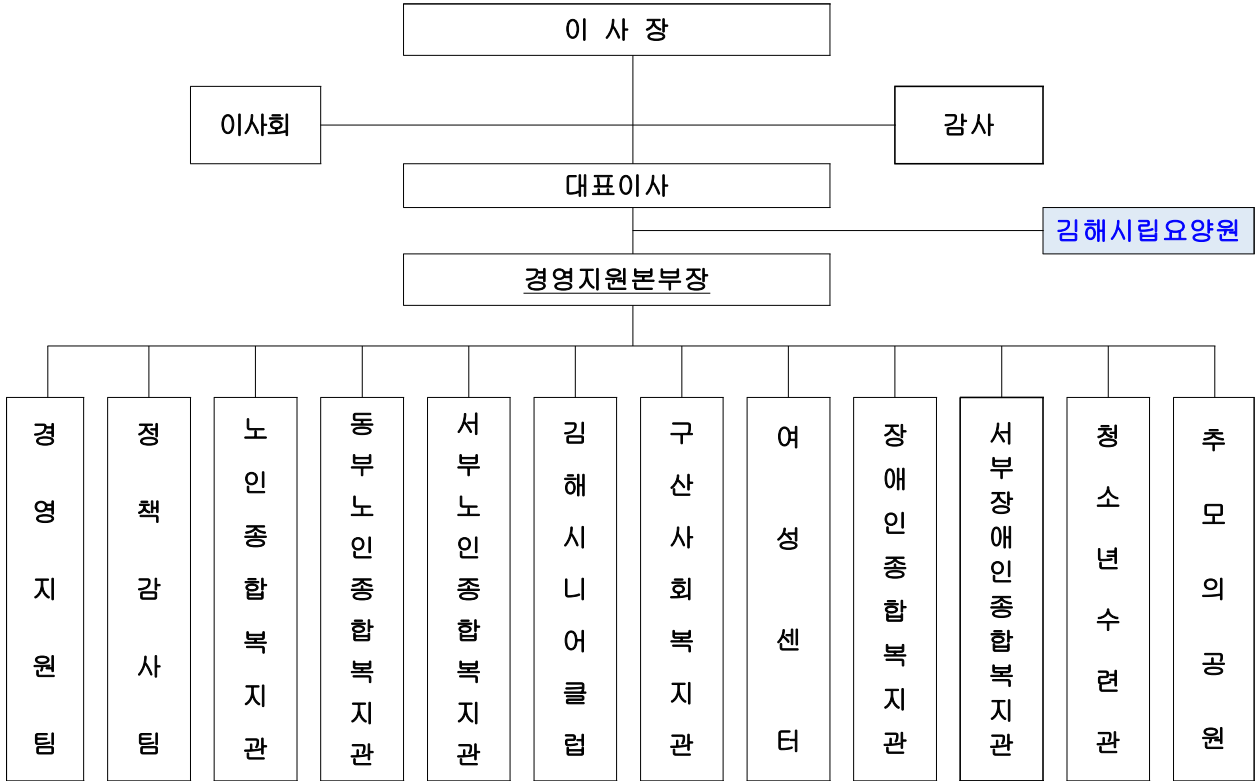 이 사 장
이사회
감사
대표이사
김해시립요양원
경영지원본부장
경영지원팀
정책감사팀
노인종합복지관
동부노인종합복지관
서부노인종합복지관
김해시니어클럽
구산사회복지관
여성센터
장애인종합복지관
서부장애인종합복지관
청소년수련관
추모의공원